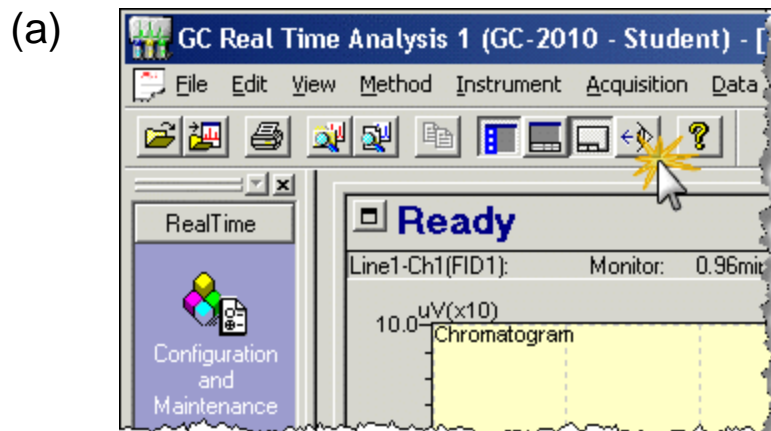 (a)
GC Real Time Analysis 1 (GC-2010 - Student) - [
File Edit View Method Instrument Acquisition Data
RealTime
Ready
Line1-Ch1(FID1): Monitor: 0.96min
uV(x10)
10.0
Chromatogram
Configuration
and
Maintenance